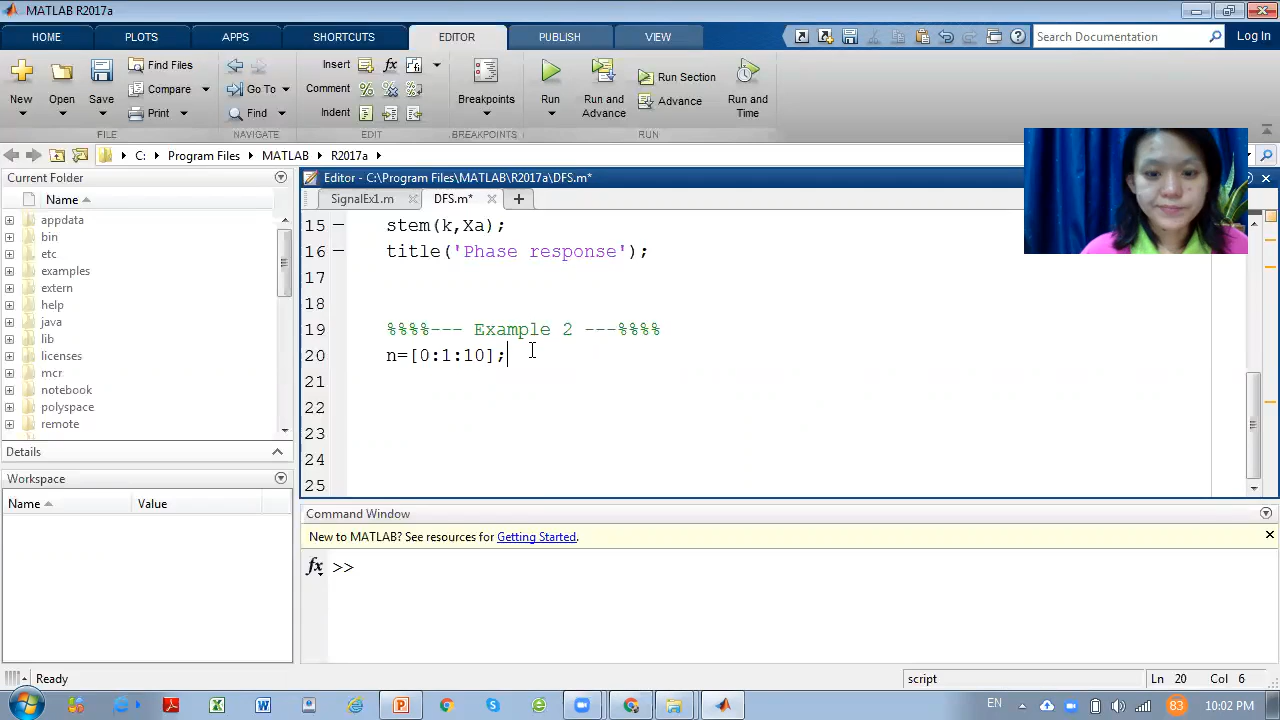 MATLAB R2017a
HOME PLOTS APPS SHORTCUTS EDITOR PUBLISH VIEW Search Documentation Log In
New Open Save Find Files Compare Print Insert Comment Indent Go To Find Breakpoints Run Run and Advance Run Section Advance Run and Time
FILE NAVIGATE EDIT BREAKPOINTS RUN
C: Program Files MATLAB R2017a
Current Folder
Name
appdata
bin
etc
examples
extern
help
java
lib
licenses
mcr
notebook
polyspace
remote
Details
Workspace
Name Value
Editor - C:\Program Files\MATLAB\R2017a\DFS.m*
SignalEx1.m DFS.m*
15 stem(k,Xa);
16 title('Phase response');
17
18
19 %%%%--- Example 2 ---%%%%
20 n=[0:1:10];
21
22
23
24
25
Command Window
New to MATLAB? See resources for Getting Started.
fx >>
Ready script Ln 20 Col 6
EN 83 10:02 PM